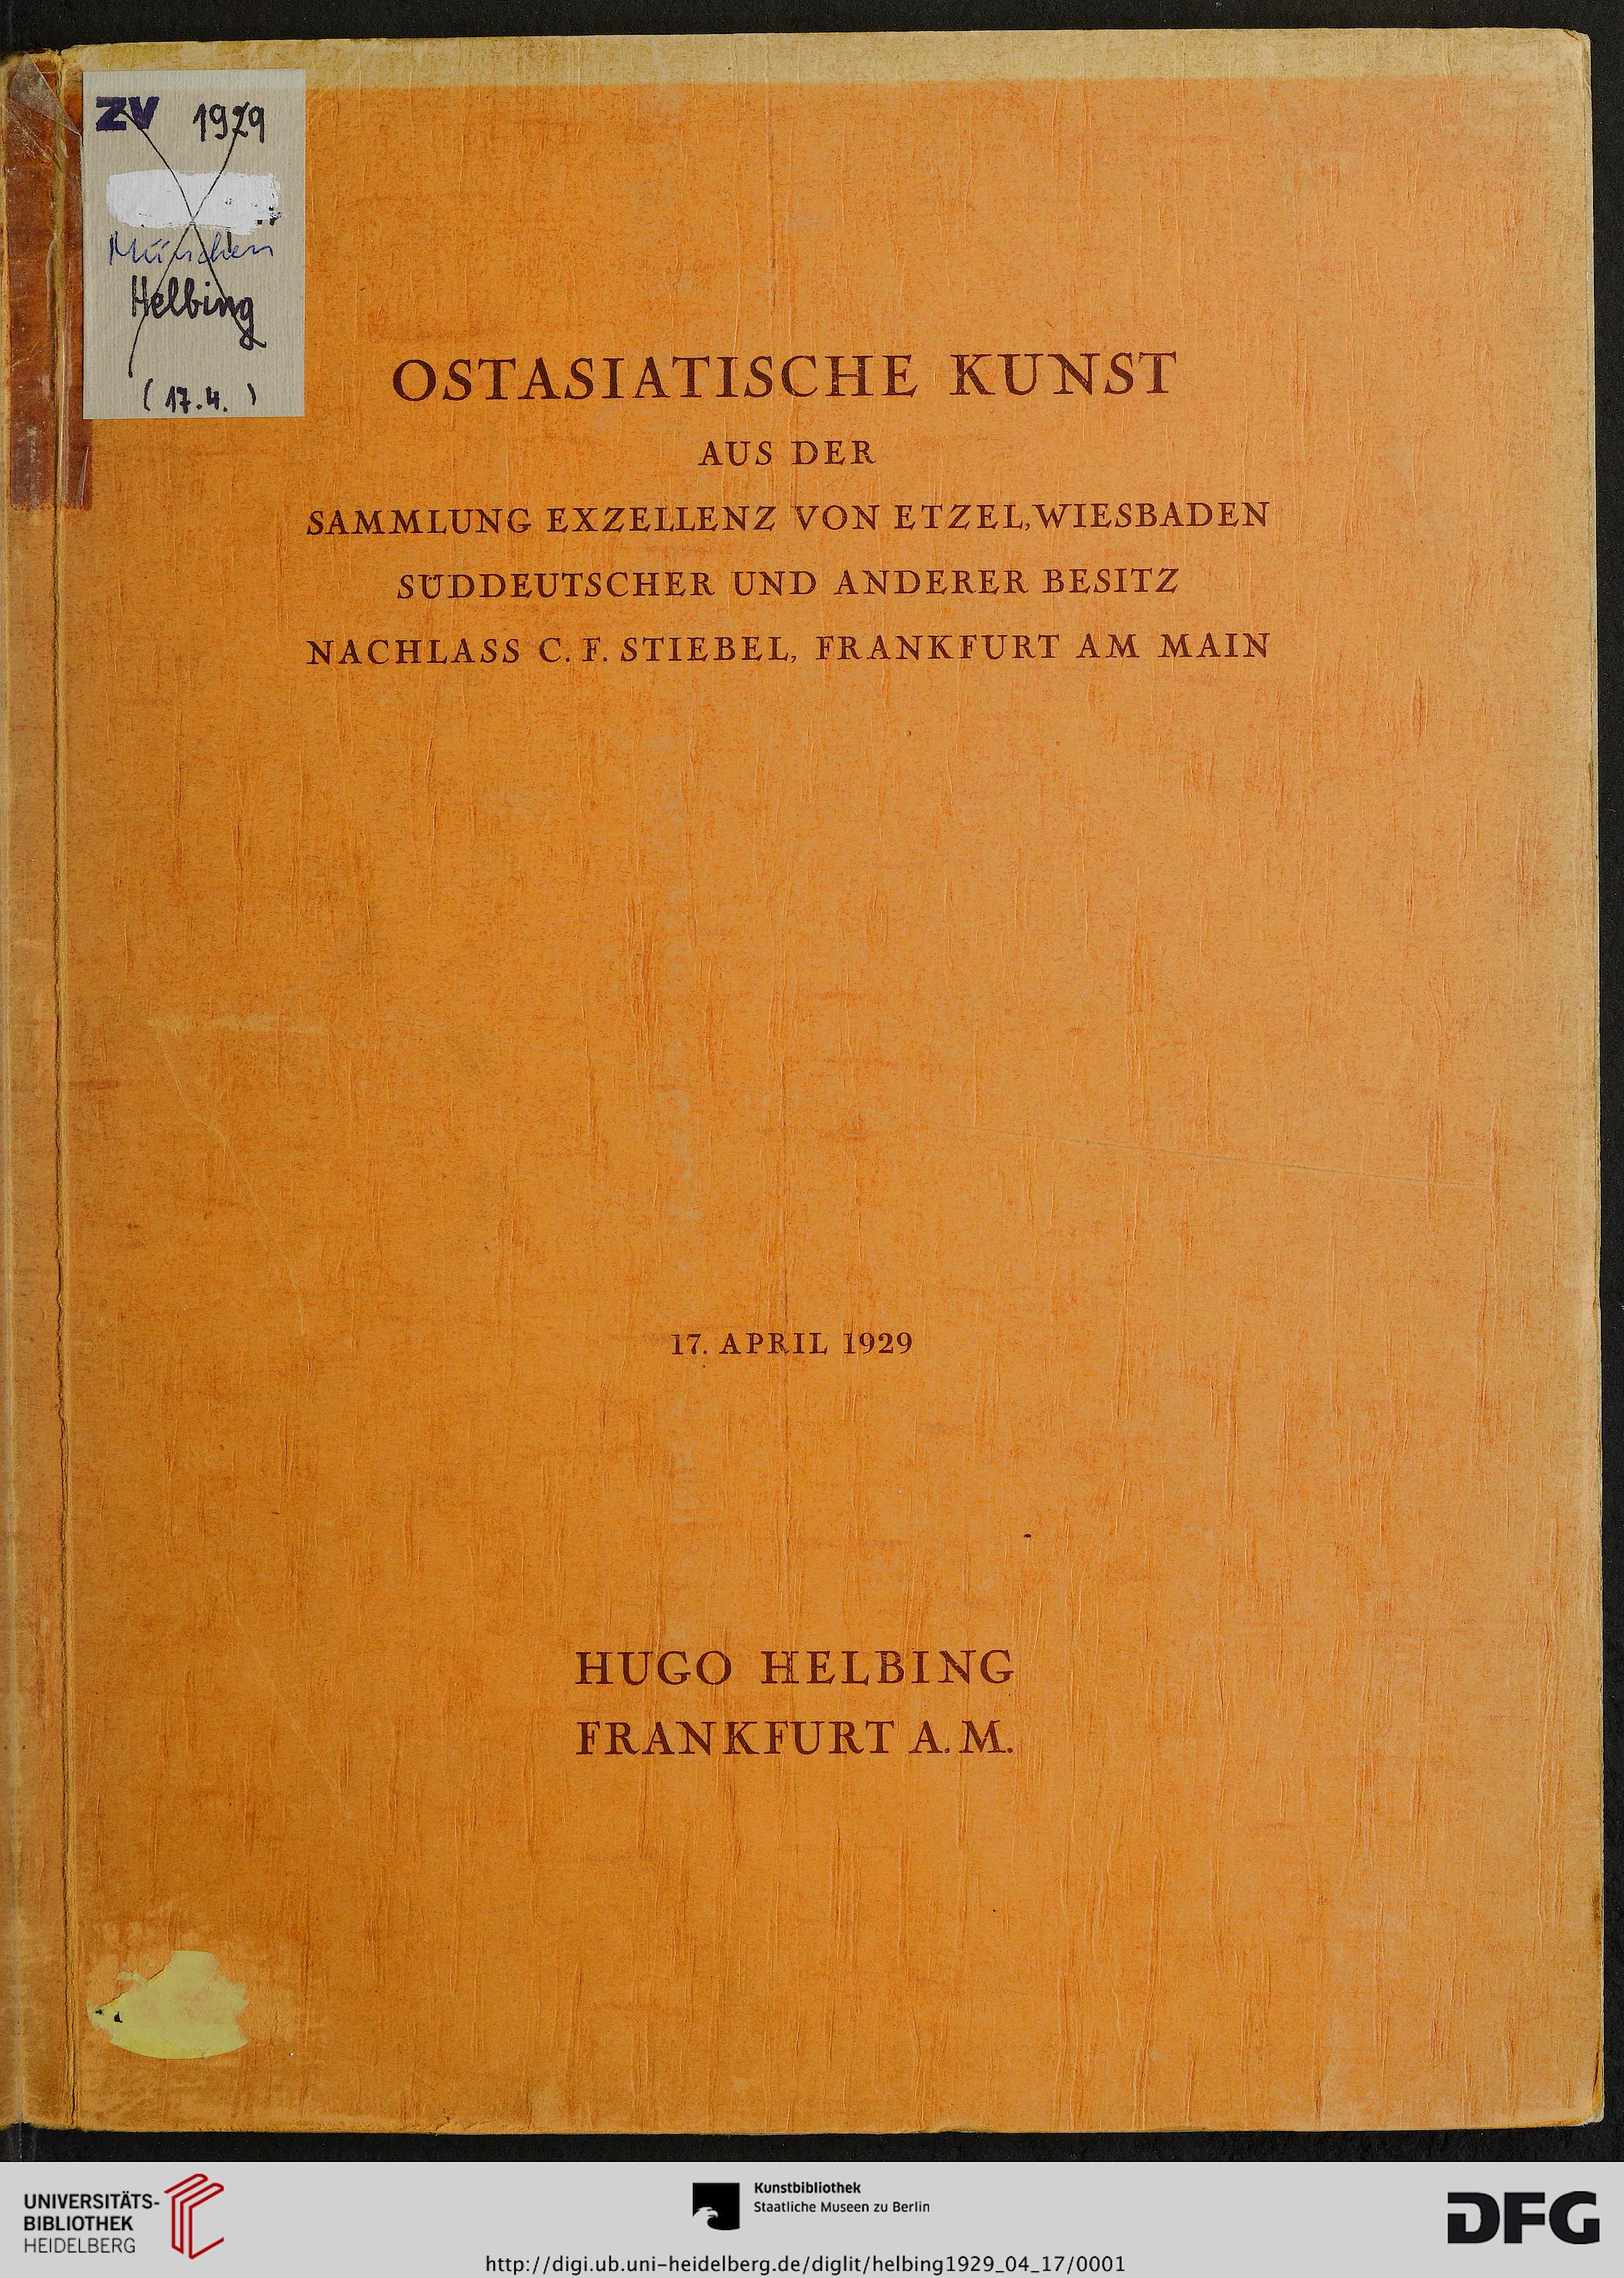 ZV 1929
München
Helbing
(17.4.)
OSTASIATISCHE KUNST
AUS DER
SAMMLUNG EXZELLENZ VON ETZEL, WIESBADEN
SÜDDEUTSCHER UND ANDERER BESITZ
NACHLASS C. F. STIEBEL, FRANKFURT AM MAIN
17. APRIL 1929
HUGO HELBING
FRANKFURT A. M.
UNIVERSITÄTS-
BIBLIOTHEK
HEIDELBERG
Kunstbibliothek
Staatliche Museen zu Berlin
DFG
http://digi.ub.uni-heidelberg.de/diglit/helbing1929_04_17/0001